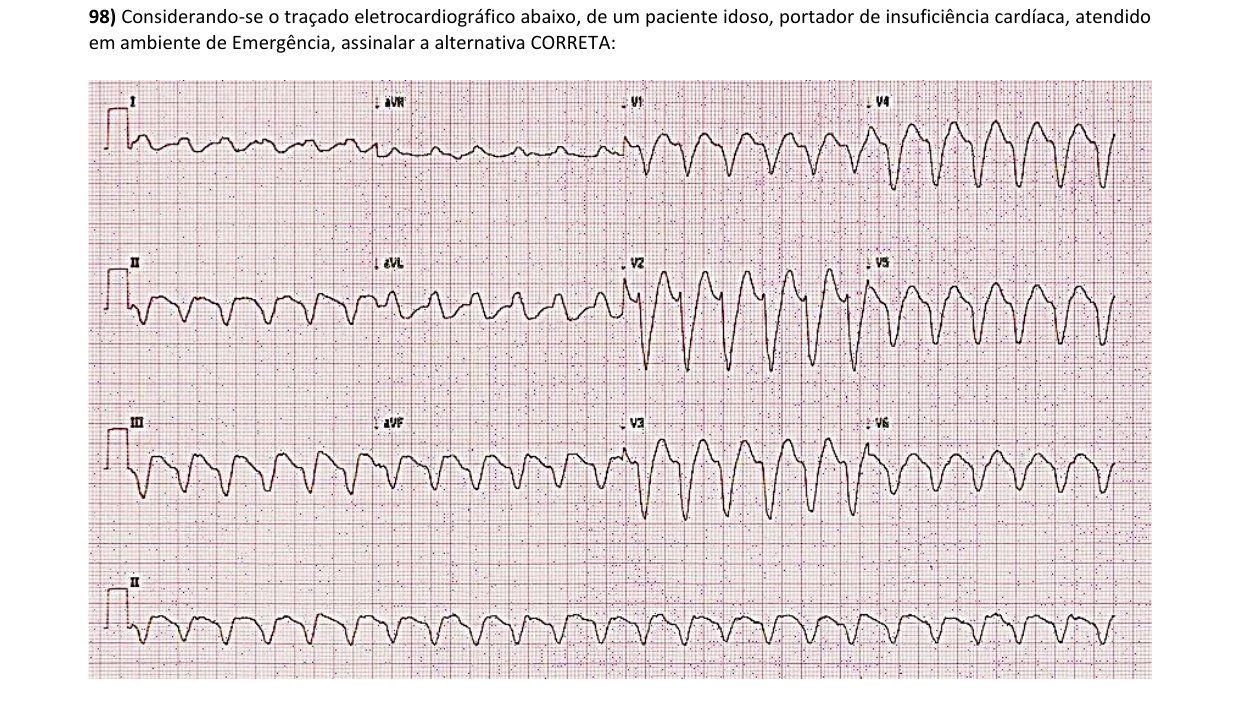 98) Considerando-se o traçado eletrocardiográfico abaixo, de um paciente idoso, portador de insuficiência cardíaca, atendido
em ambiente de Emergência, assinalar a alternativa CORRETA:
I aVR V1 V4
II aVL V2 V5
III aVF V3 V6
II